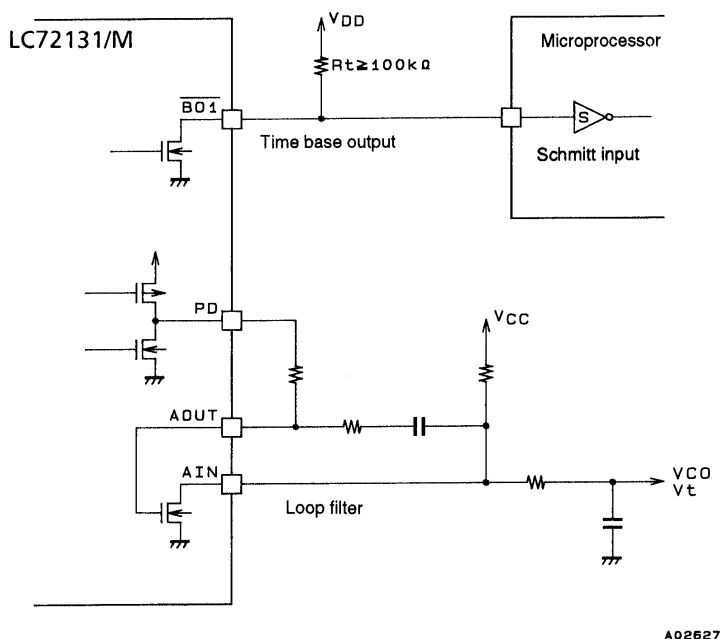 LC72131/M
VDD
Rt≧100kΩ
Microprocessor
BO1
Time base output
S
Schmitt input
PD
VCC
AOUT
AIN
Loop filter
VCO
Vt
A02627